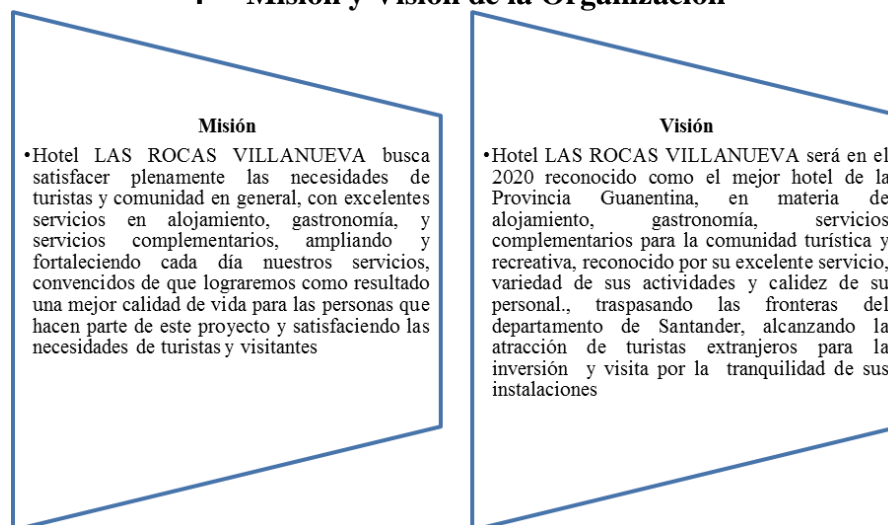 Misión y Visión de la Organización
Misión
•Hotel LAS ROCAS VILLANUEVA busca
satisfacer plenamente las necesidades de
turistas y comunidad en general, con excelentes
servicios en alojamiento, gastronomía, y
servicios complementarios, ampliando y
fortaleciendo cada día nuestros servicios,
convencidos de que lograremos como resultado
una mejor calidad de vida para las personas que
hacen parte de este proyecto y satisfaciendo las
necesidades de turistas y visitantes
Visión
•Hotel LAS ROCAS VILLANUEVA será en el
2020 reconocido como el mejor hotel de la
Provincia Guanentina, en materia de
alojamiento, gastronomía, servicios
complementarios para la comunidad turística y
recreativa, reconocido por su excelente servicio,
variedad de sus actividades y calidez de su
personal., traspasando las fronteras del
departamento de Santander, alcanzando la
atracción de turistas extranjeros para la
inversión y visita por la tranquilidad de sus
instalaciones